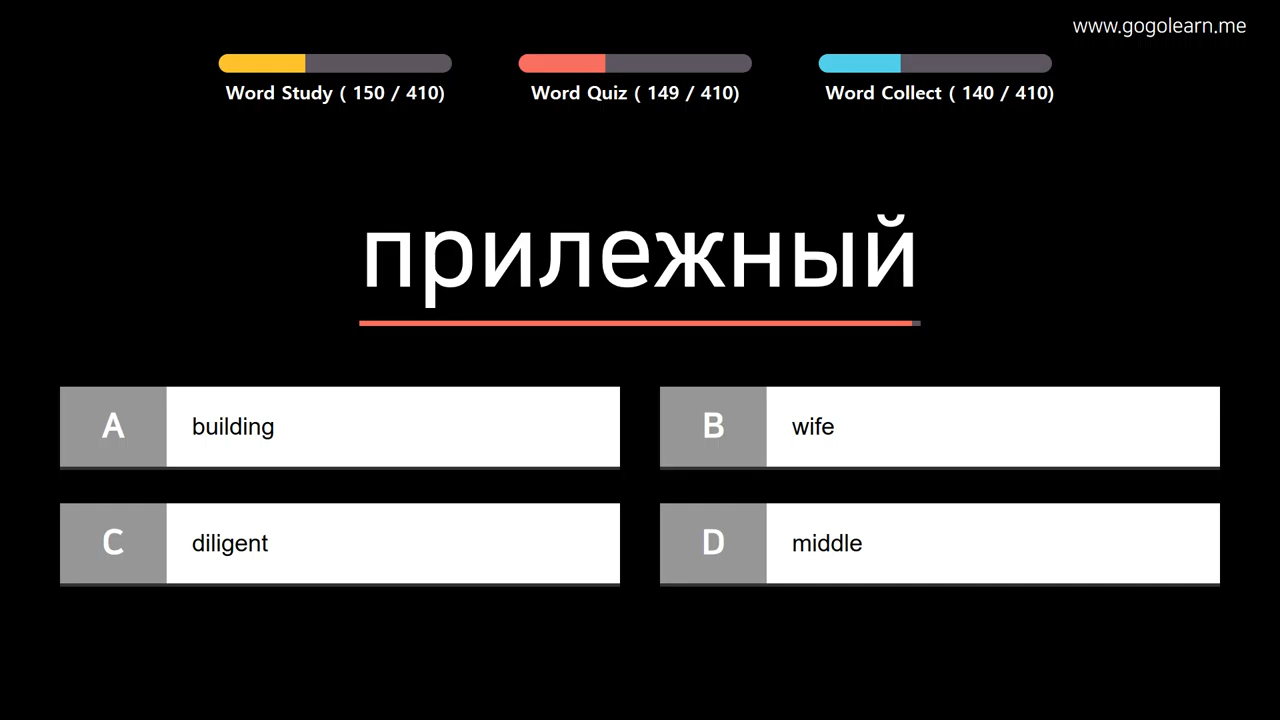 www.gogolearn.me
Word Study ( 150 / 410)
Word Quiz ( 149 / 410)
Word Collect ( 140 / 410)
прилежный
A building
B wife
C diligent
D middle